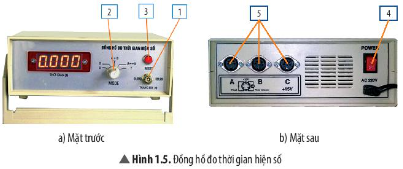 2
3
1
5
4
ĐỒNG HỒ ĐO THỜI GIAN HIỆN SỐ
0.000
MODE
RESET
A
B
C
POWER
AC 220V
a) Mặt trước
b) Mặt sau
▲ Hình 1.5. Đồng hồ đo thời gian hiện số